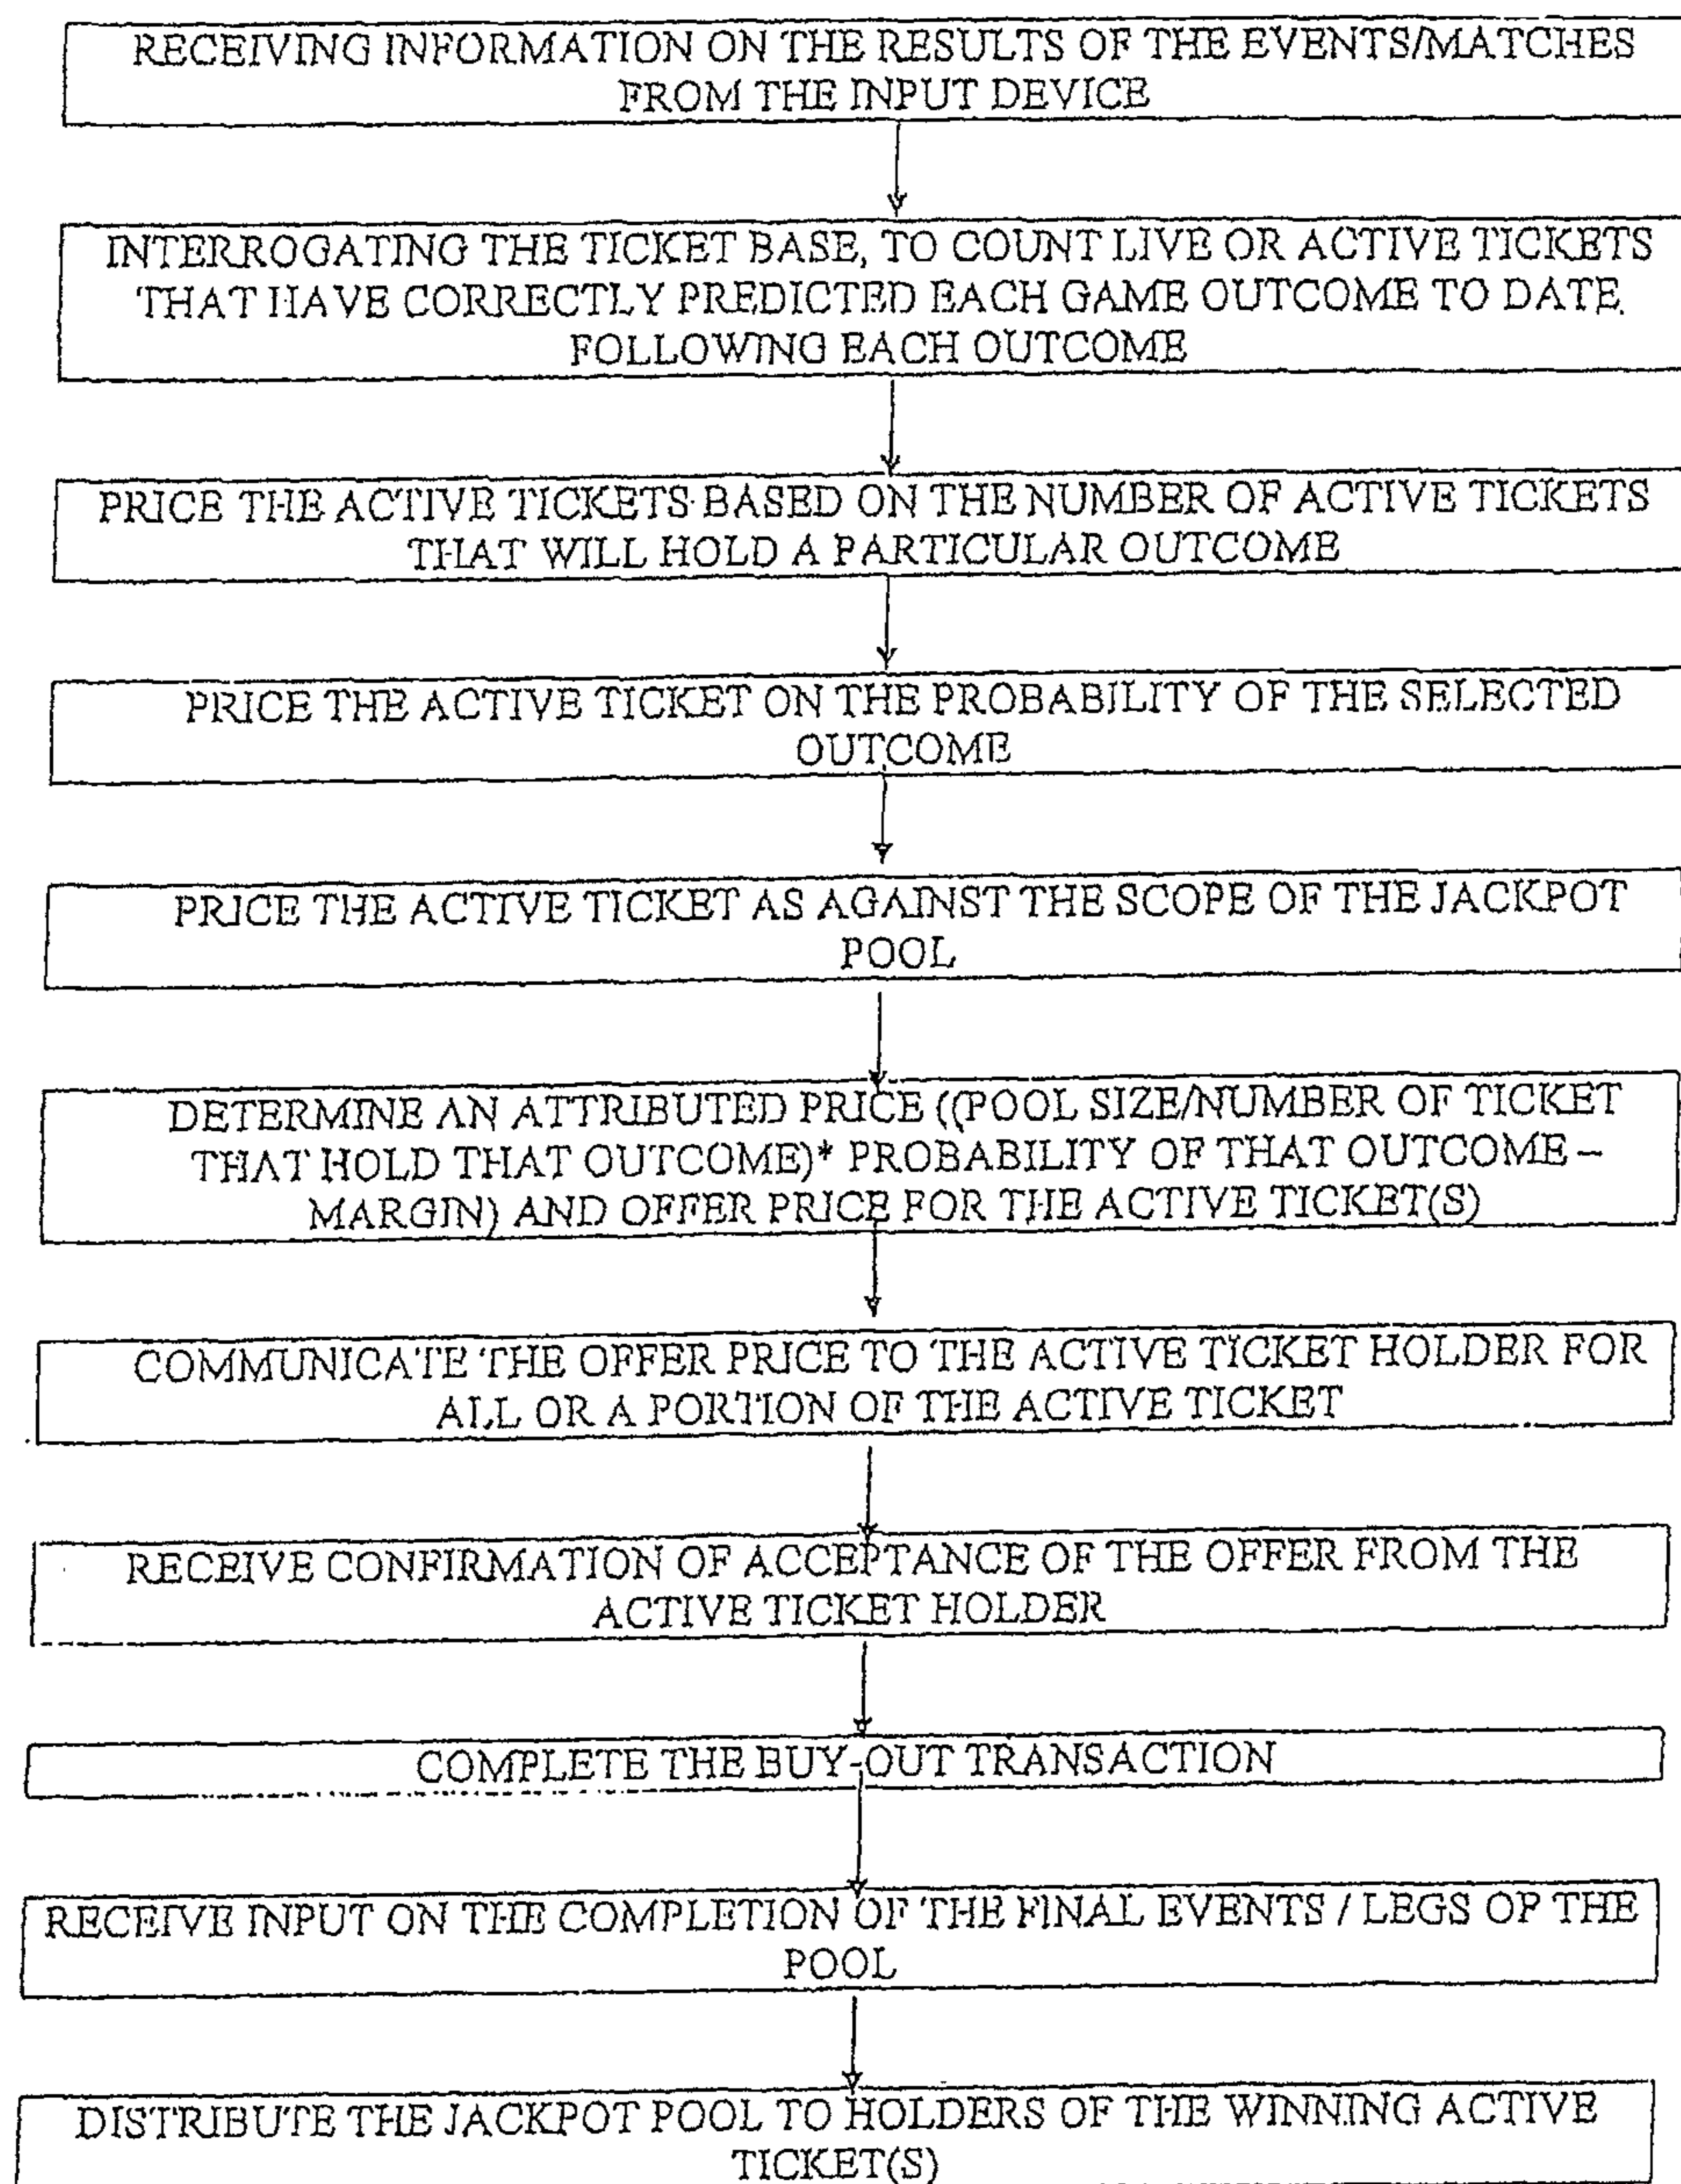 RECEIVING INFORMATION ON THE RESULTS OF THE EVENTS/MATCHES
FROM THE INPUT DEVICE
INTERROGATING THE TICKET BASE, TO COUNT LIVE OR ACTIVE TICKETS
THAT HAVE CORRECTLY PREDICTED EACH GAME OUTCOME TO DATE
FOLLOWING EACH OUTCOME
PRICE THE ACTIVE TICKETS BASED ON THE NUMBER OF ACTIVE TICKETS
THAT WILL HOLD A PARTICULAR OUTCOME
PRICE THE ACTIVE TICKET ON THE PROBABILITY OF THE SELECTED
OUTCOME
PRICE THE ACTIVE TICKET AS AGAINST THE SCOPE OF THE JACKPOT
POOL
DETERMINE AN ATTRIBUTED PRICE ((POOL SIZE/NUMBER OF TICKET
THAT HOLD THAT OUTCOME)* PROBABILITY OF THAT OUTCOME –
MARGIN) AND OFFER PRICE FOR THE ACTIVE TICKET(S)
COMMUNICATE THE OFFER PRICE TO THE ACTIVE TICKET HOLDER FOR
ALL OR A PORTION OF THE ACTIVE TICKET
RECEIVE CONFIRMATION OF ACCEPTANCE OF THE OFFER FROM THE
ACTIVE TICKET HOLDER
COMPLETE THE BUY-OUT TRANSACTION
RECEIVE INPUT ON THE COMPLETION OF THE FINAL EVENTS / LEGS OF THE
POOL
DISTRIBUTE THE JACKPOT POOL TO HOLDERS OF THE WINNING ACTIVE
TICKET(S)